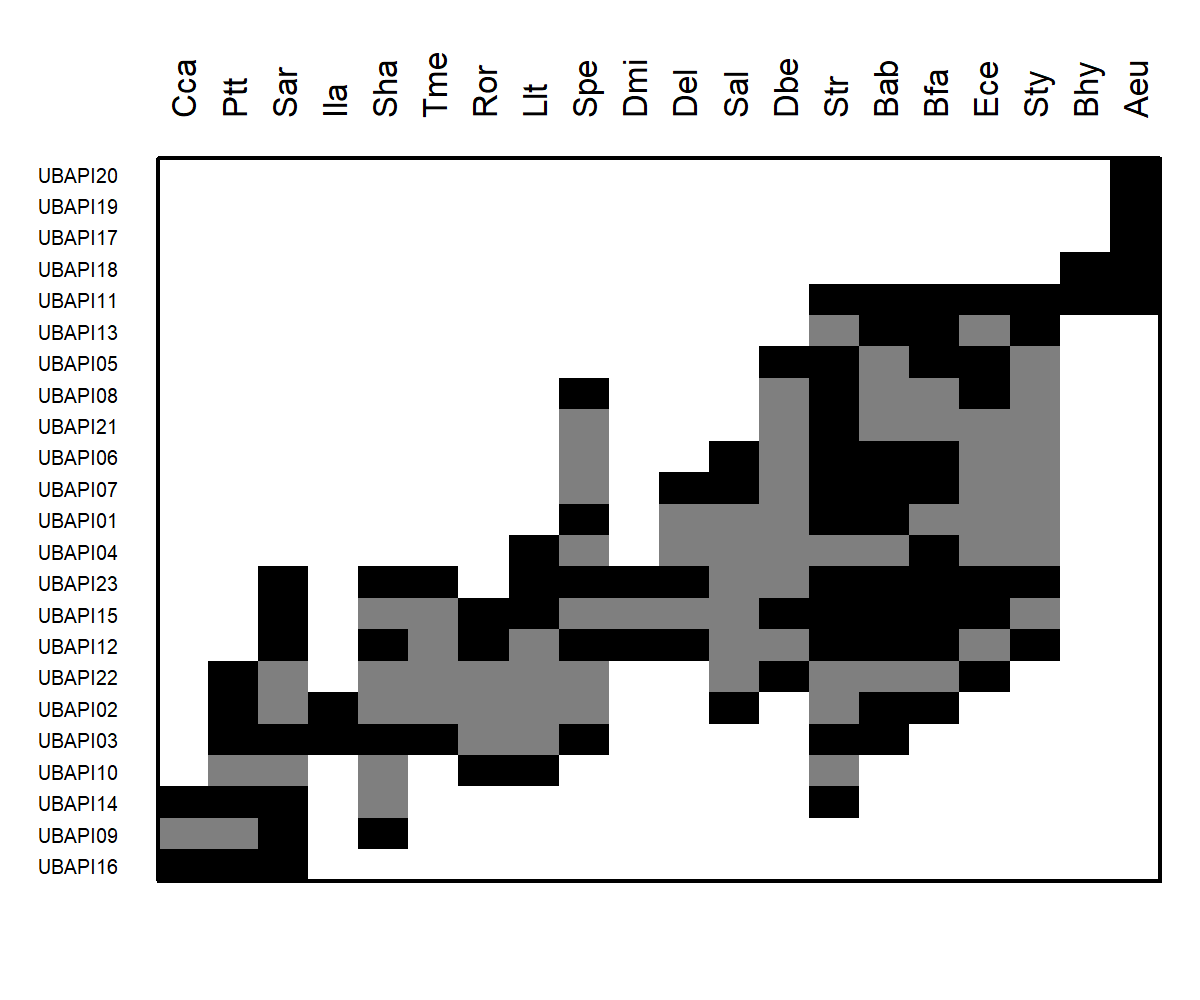 Cca Ptt Sar Ila Sha Tme Ror Llt Spe Dmi Del Sal Dbe Str Bab Bfa Ece Sty Bhy Aeu
UBAPI20
UBAPI19
UBAPI17
UBAPI18
UBAPI11
UBAPI13
UBAPI05
UBAPI08
UBAPI21
UBAPI06
UBAPI07
UBAPI01
UBAPI04
UBAPI23
UBAPI15
UBAPI12
UBAPI22
UBAPI02
UBAPI03
UBAPI10
UBAPI14
UBAPI09
UBAPI16